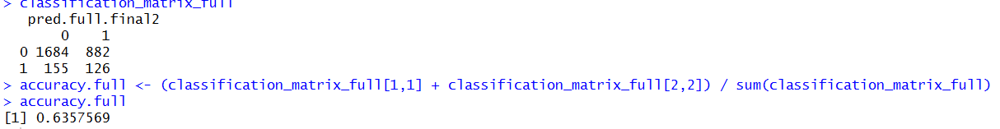 > classification_matrix_full
   pred.full.final2
       0    1
  0 1684  882
  1  155  126
> accuracy.full <- (classification_matrix_full[1,1] + classification_matrix_full[2,2]) / sum(classification_matrix_full)
> accuracy.full
[1] 0.6357569